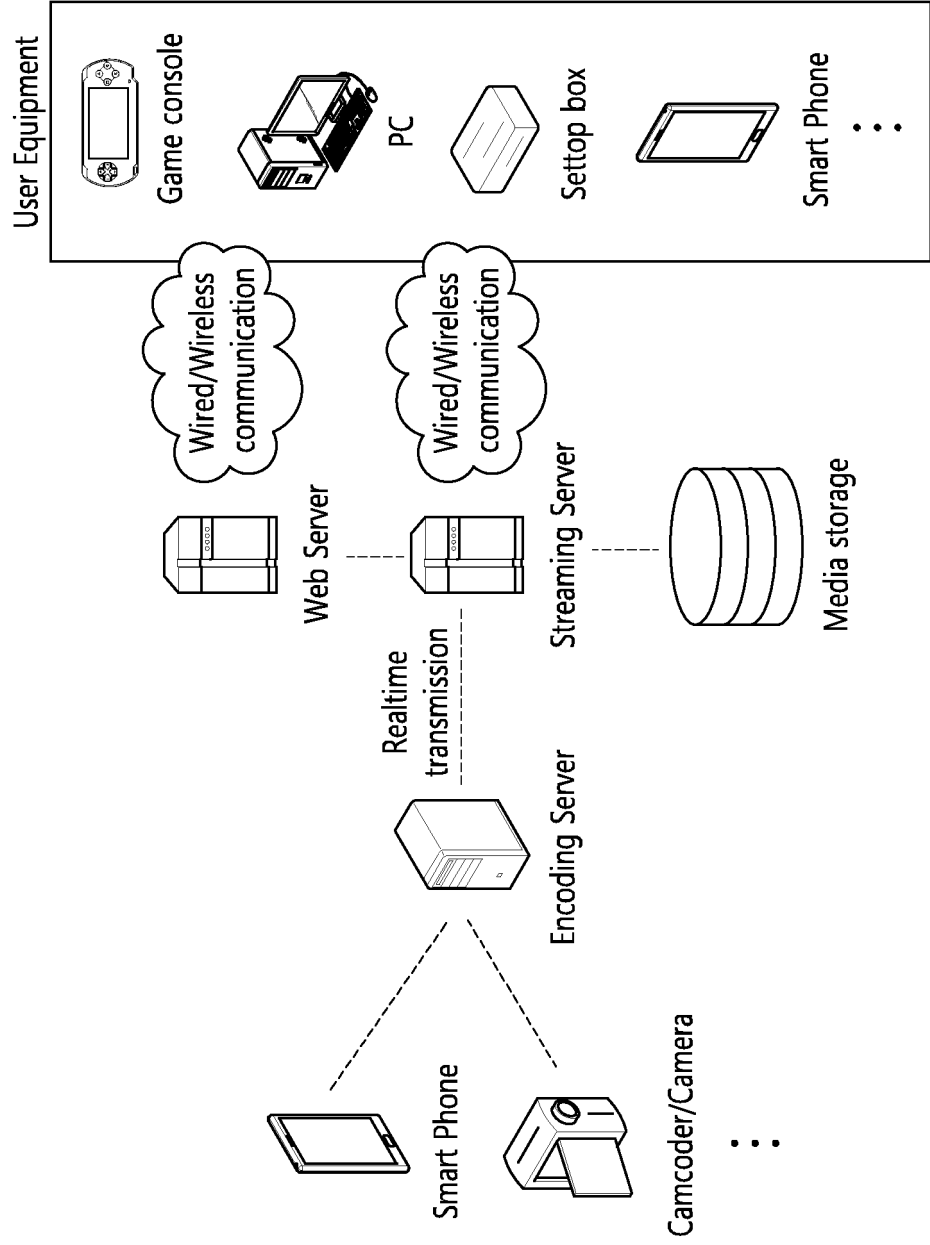 User Equipment
Game console
PC
Settop box
Smart Phone
Wired/Wireless
communication
Wired/Wireless
communication
Web Server
Streaming Server
Media storage
Realtime
transmission
Encoding Server
Smart Phone
Camcoder/Camera